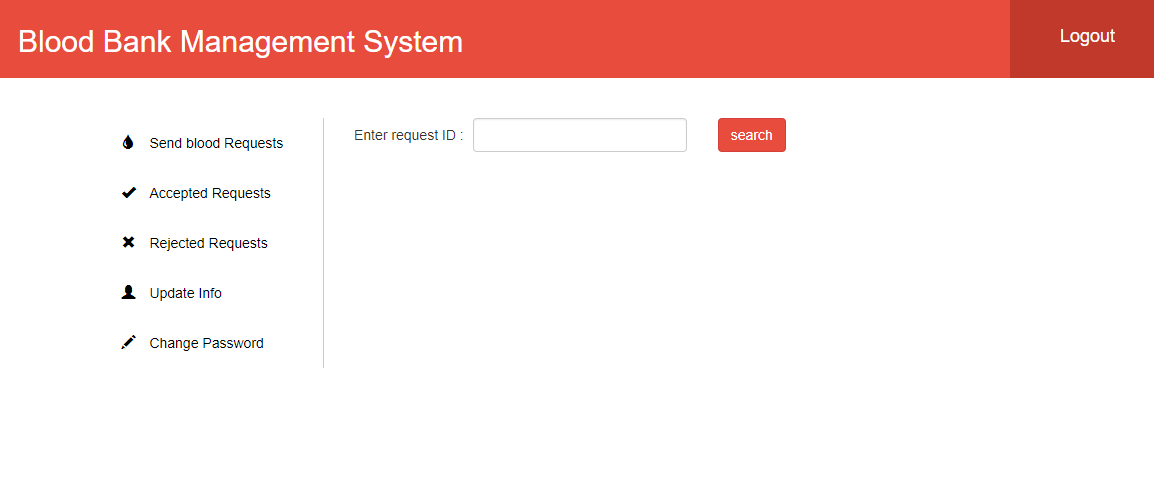 Blood Bank Management System
Logout
Send blood Requests
Accepted Requests
Rejected Requests
Update Info
Change Password
Enter request ID :
search